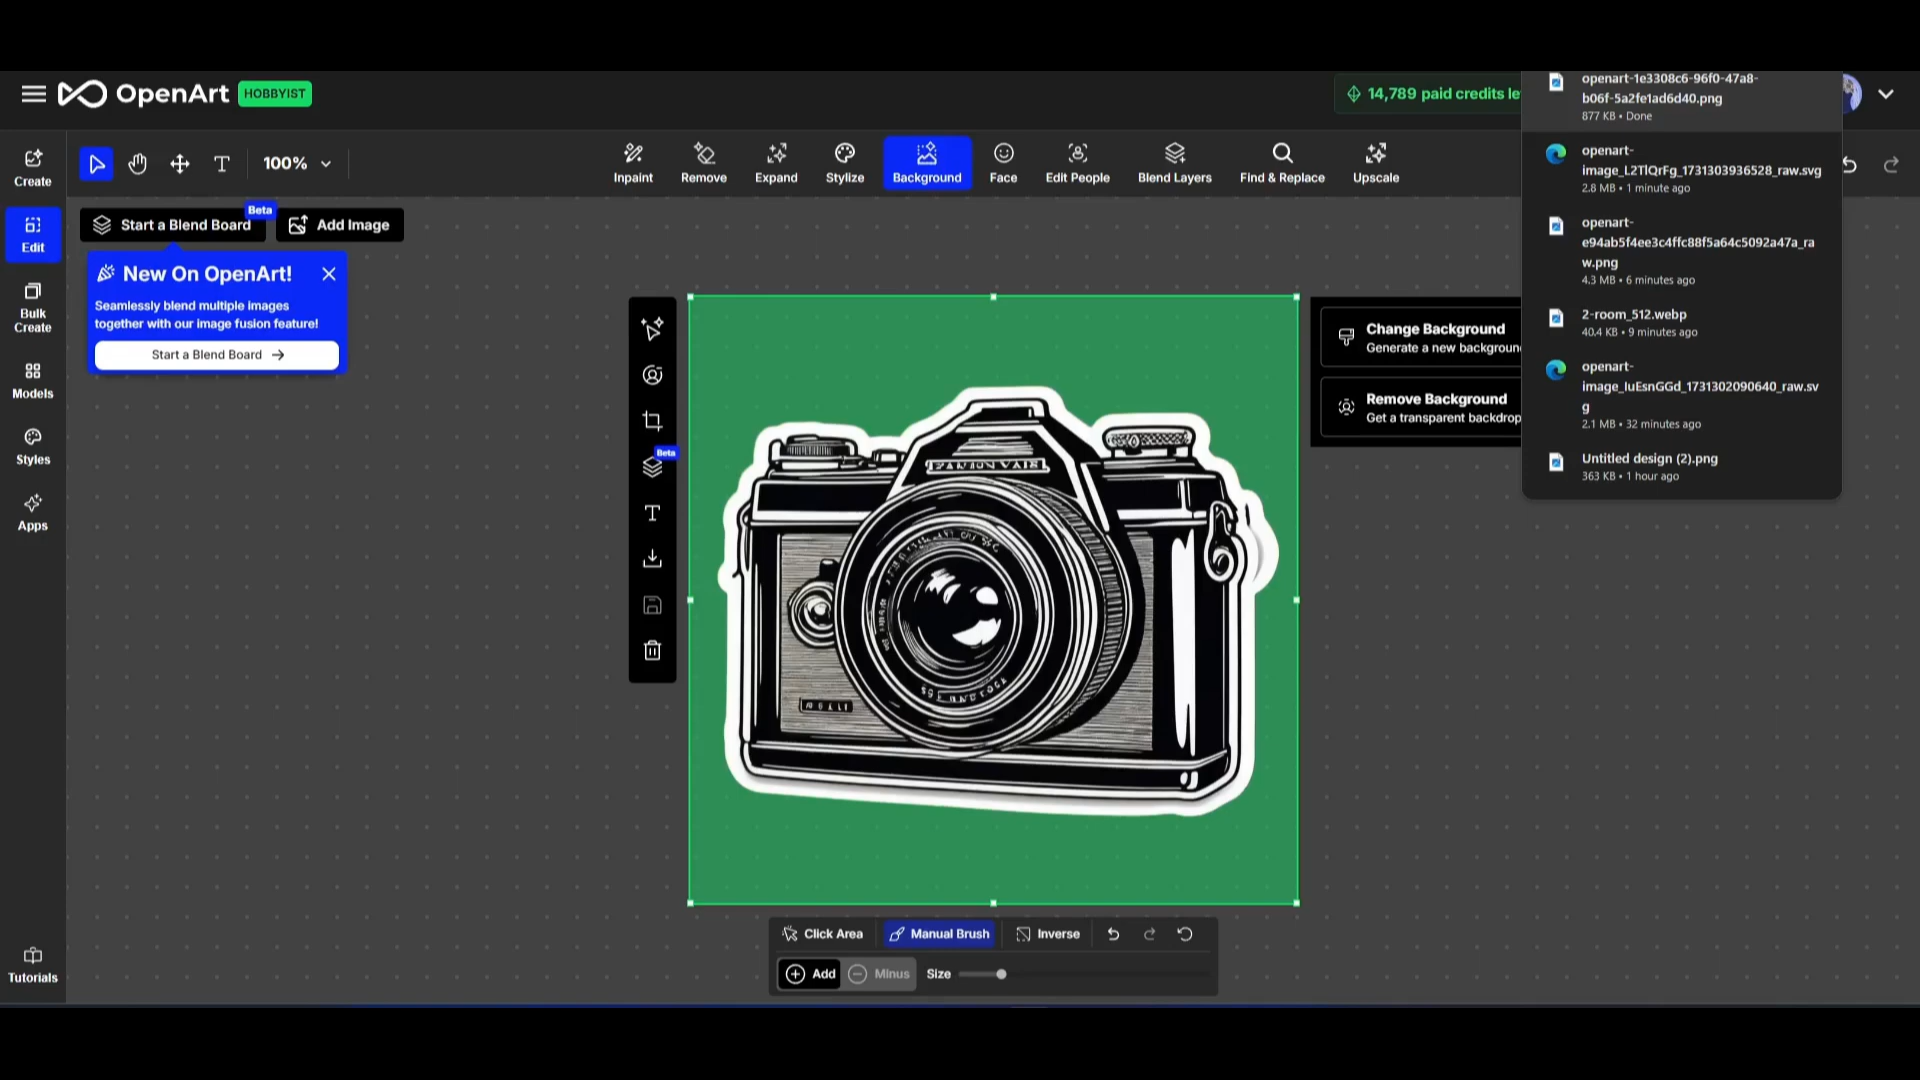 OpenArt HOBBYIST
14,789 paid credits le
openart-1e3308c6-96f0-47a8-
b06f-5a2fe1ad6d40.png
877 KB • Done
openart-
image_L2TlQrFg_1731303936528_raw.svg
2.8 MB • 1 minute ago
openart-
e94ab5f4ee3c4ffc88f5a64c5092a47a_ra
w.png
4.3 MB • 6 minutes ago
2-room_512.webp
40.4 KB • 9 minutes ago
openart-
image_IuEsnGGd_1731302090640_raw.sv
g
2.1 MB • 32 minutes ago
Untitled design (2).png
363 KB • 1 hour ago
100%
Inpaint
Remove
Expand
Stylize
Background
Face
Edit People
Blend Layers
Find & Replace
Upscale
Create
Edit
Bulk
Create
Models
Styles
Apps
Tutorials
Start a Blend Board
Beta
Add Image
New On OpenArt!
Seamlessly blend multiple images
together with our image fusion feature!
Start a Blend Board
Beta
Change Background
Generate a new background
Remove Background
Get a transparent backdrop
Click Area
Manual Brush
Inverse
Add
Minus
Size